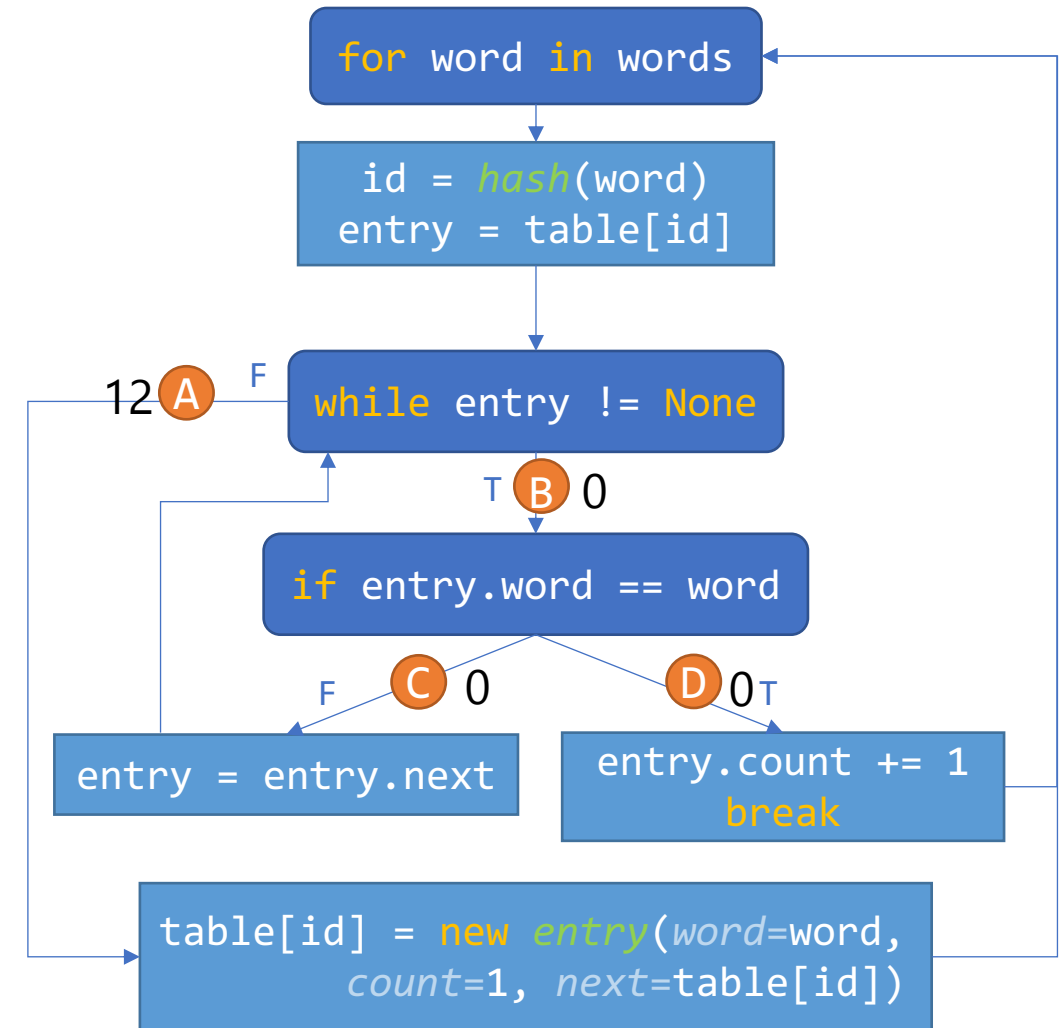 for word in words
id = hash(word)
entry = table[id]
12 A F
while entry != None
T B 0
if entry.word == word
F C 0
D 0 T
entry = entry.next
entry.count += 1
break
table[id] = new entry(word=word,
count=1, next=table[id])